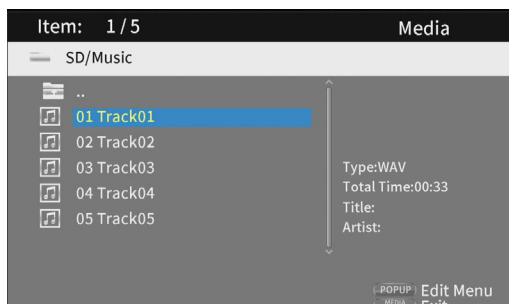 Item: 1/5 Media
SD/Music
..
01 Track01
02 Track02
03 Track03
04 Track04
05 Track05
Type:WAV
Total Time:00:33
Title:
Artist:
POPUP Edit Menu
MEDIA Exit